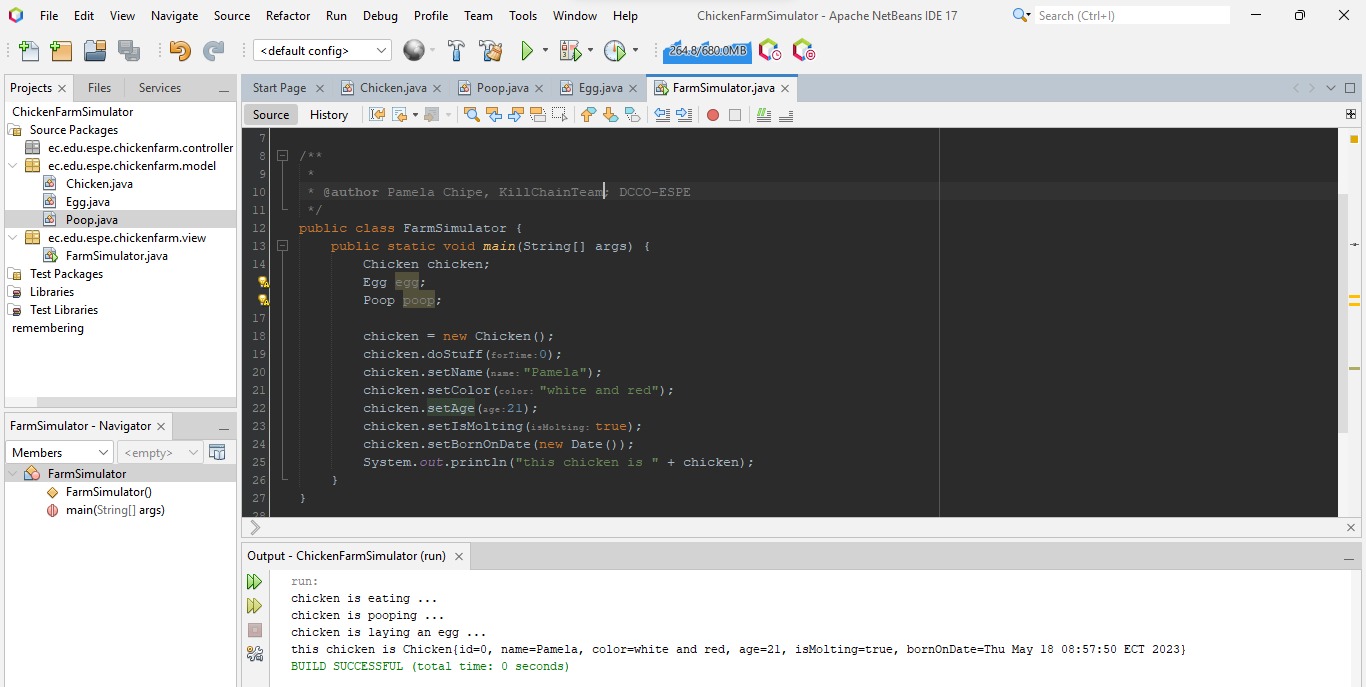 File Edit View Navigate Source Refactor Run Debug Profile Team Tools Window Help ChickenFarmSimulator - Apache NetBeans IDE 17 Search (Ctrl+I)
<default config> 264.8/680.0MB
Projects Files Services
Start Page Chicken.java Poop.java Egg.java FarmSimulator.java
Source History
ChickenFarmSimulator
Source Packages
ec.edu.espe.chickenfarm.controller
ec.edu.espe.chickenfarm.model
Chicken.java
Egg.java
Poop.java
ec.edu.espe.chickenfarm.view
FarmSimulator.java
Test Packages
Libraries
Test Libraries
remembering
FarmSimulator - Navigator
Members <empty>
FarmSimulator
FarmSimulator()
main(String[] args)
7
8 /**
9 *
10 * @author Pamela Chipe, KillChainTeam; DCCO-ESPE
11 */
12 public class FarmSimulator {
13 public static void main(String[] args) {
14 Chicken chicken;
Egg egg;
Poop poop;
17
18 chicken = new Chicken();
19 chicken.doStuff(forTime:0);
20 chicken.setName(name: "Pamela");
21 chicken.setColor(color: "white and red");
22 chicken.setAge(age:21);
23 chicken.setIsMolting(isMolting: true);
24 chicken.setBornOnDate(new Date());
25 System.out.println("this chicken is " + chicken);
26 }
27 }
28
Output - ChickenFarmSimulator (run)
run:
chicken is eating ...
chicken is pooping ...
chicken is laying an egg ...
this chicken is Chicken{id=0, name=Pamela, color=white and red, age=21, isMolting=true, bornOnDate=Thu May 18 08:57:50 ECT 2023}
BUILD SUCCESSFUL (total time: 0 seconds)